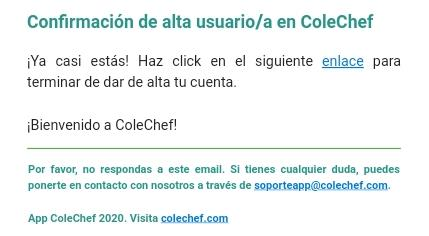 Confirmación de alta usuario/a en ColeChef
¡Ya casi estás! Haz click en el siguiente enlace para
terminar de dar de alta tu cuenta.
¡Bienvenido a ColeChef!
Por favor, no respondas a este email. Si tienes cualquier duda, puedes
ponerte en contacto con nosotros a través de soporteapp@colechef.com.
App ColeChef 2020. Visita colechef.com